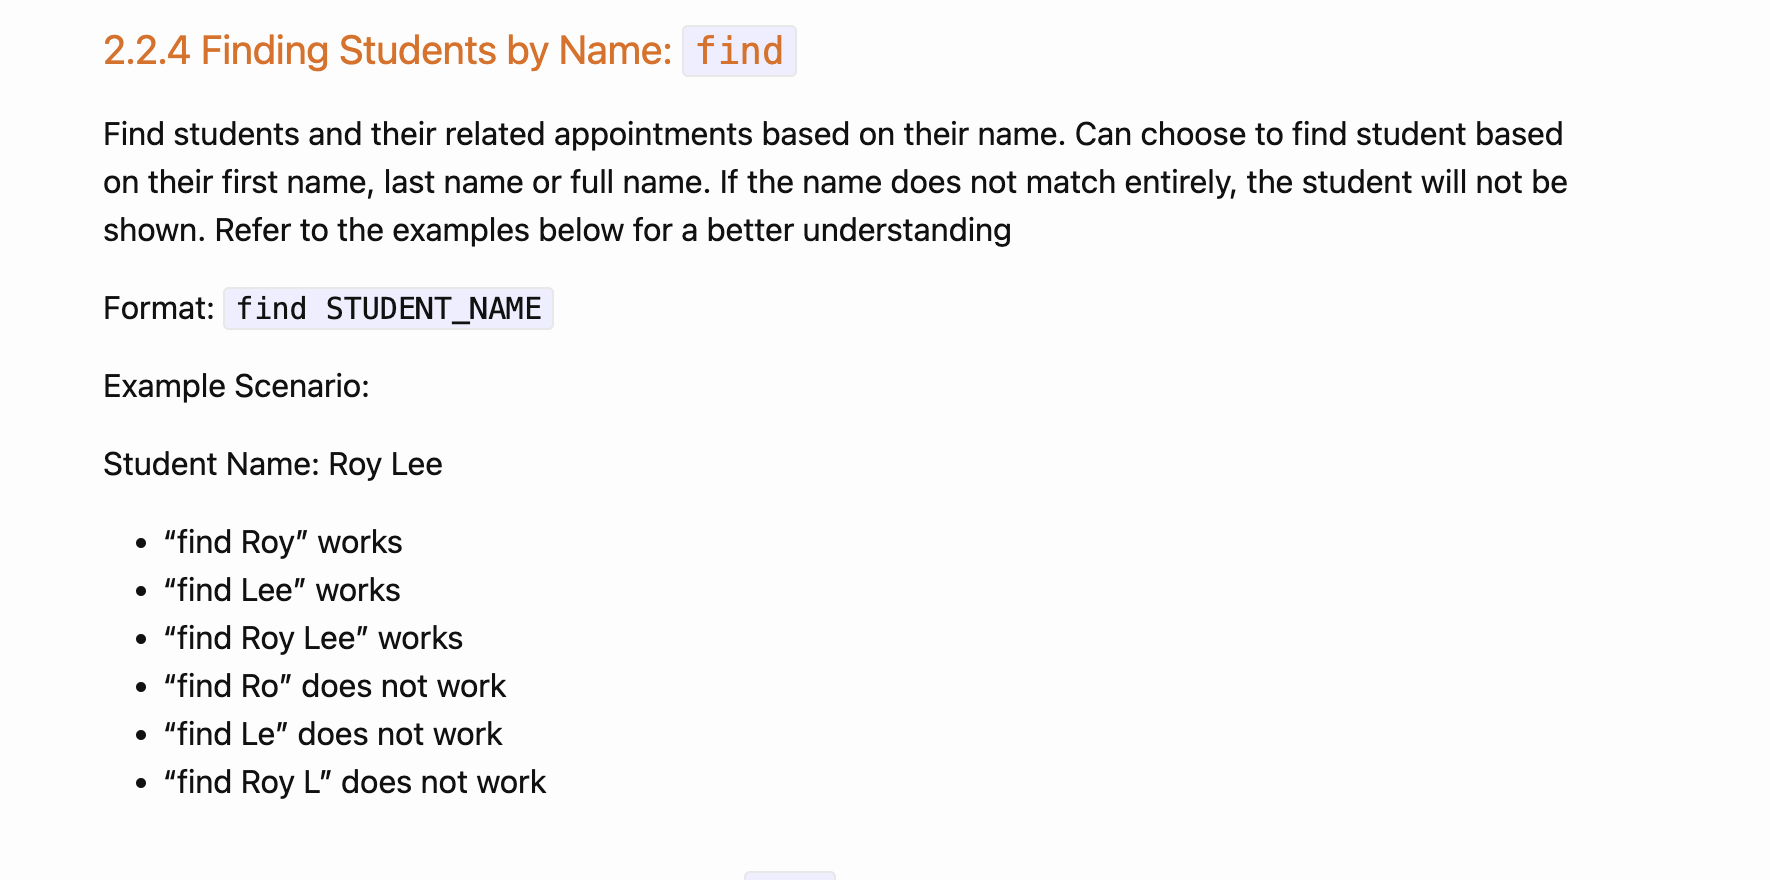 2.2.4 Finding Students by Name: find
Find students and their related appointments based on their name. Can choose to find student based
on their first name, last name or full name. If the name does not match entirely, the student will not be
shown. Refer to the examples below for a better understanding
Format: find STUDENT_NAME
Example Scenario:
Student Name: Roy Lee
• “find Roy” works
• “find Lee” works
• “find Roy Lee” works
• “find Ro” does not work
• “find Le” does not work
• “find Roy L” does not work